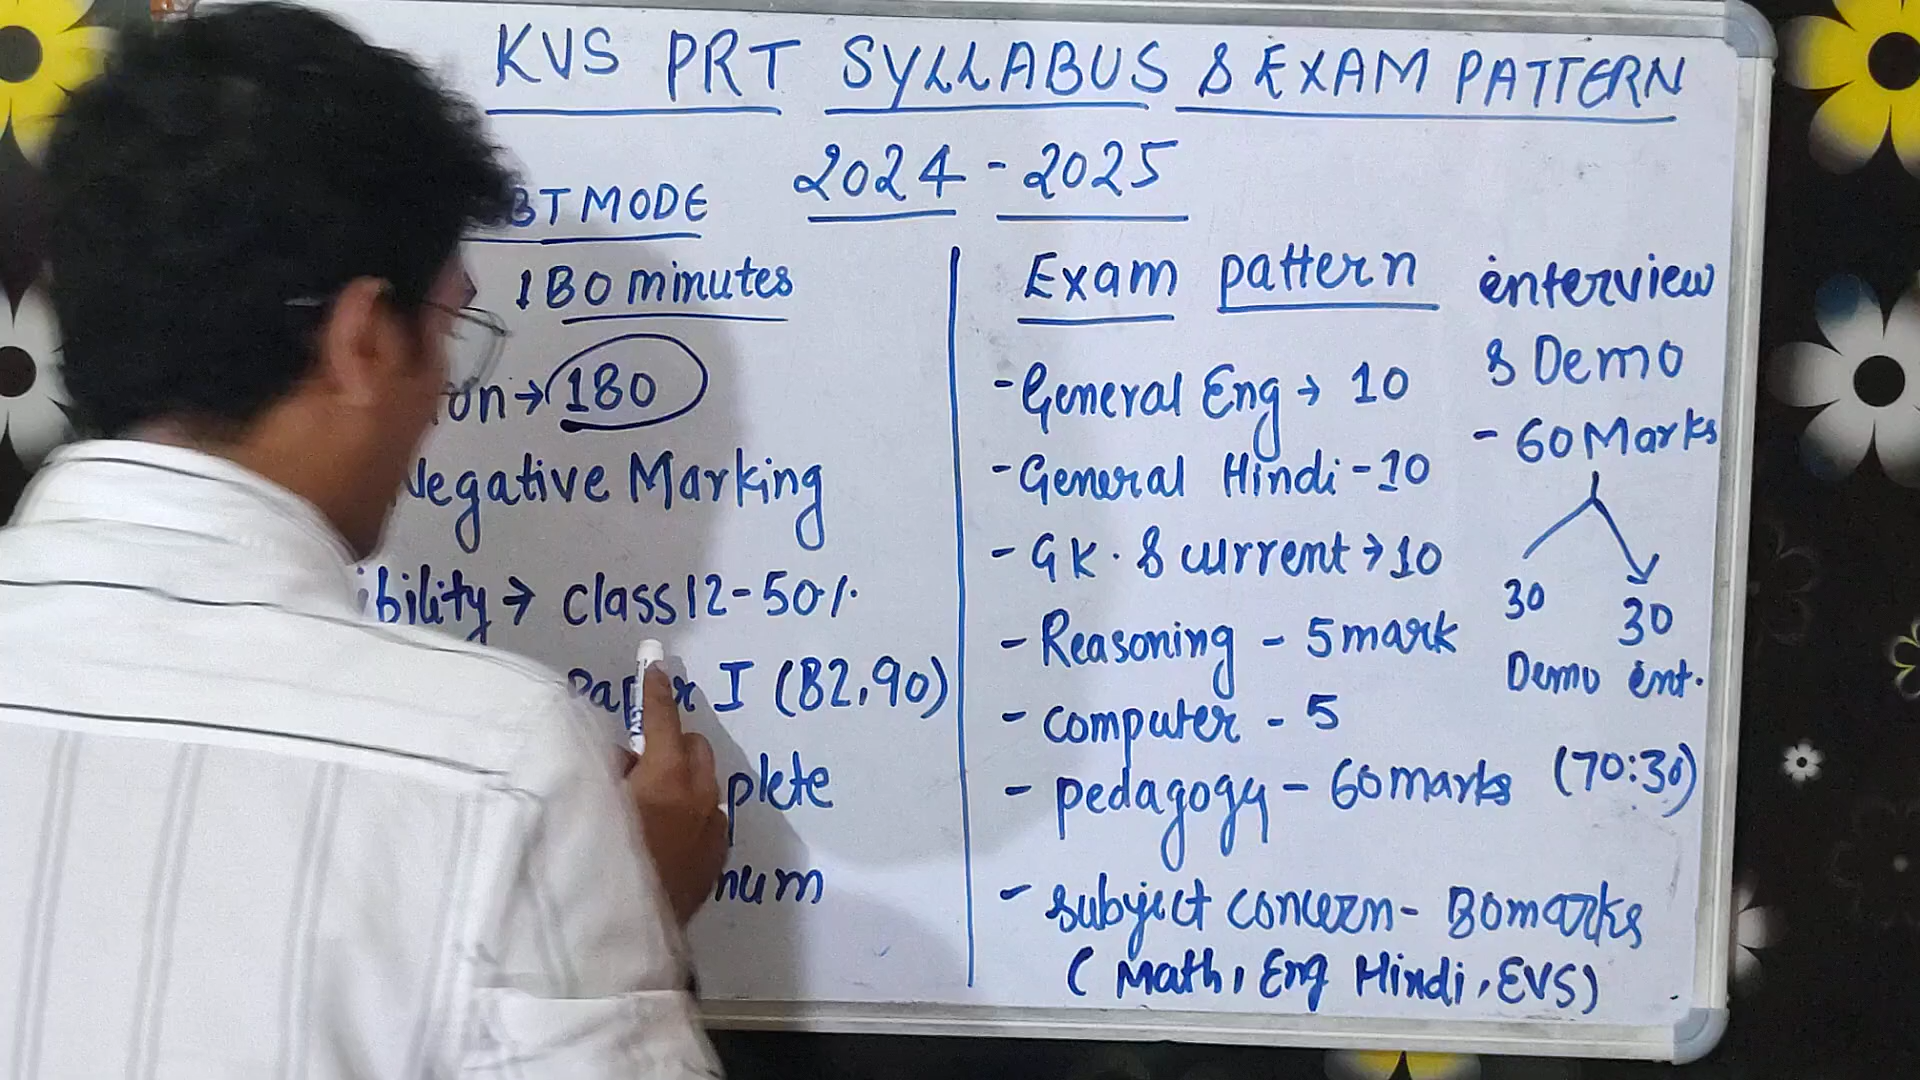 KVS PRT SYLLABUS & EXAM PATTERN
2024 - 2025
BT MODE
180 minutes
ion → 180
Negative Marking
ibility → class 12 - 50%
Paper I (82,90)
plete
num
Exam pattern
- General Eng → 10
- General Hindi - 10
- GK. & current → 10
- Reasoning - 5 mark
- computer - 5
- pedagogy - 60 marks (70:30)
- subject concern - 80 marks
(Math, Eng Hindi, EVS)
interview
& Demo
- 60 Marks
30 30
Demo int.